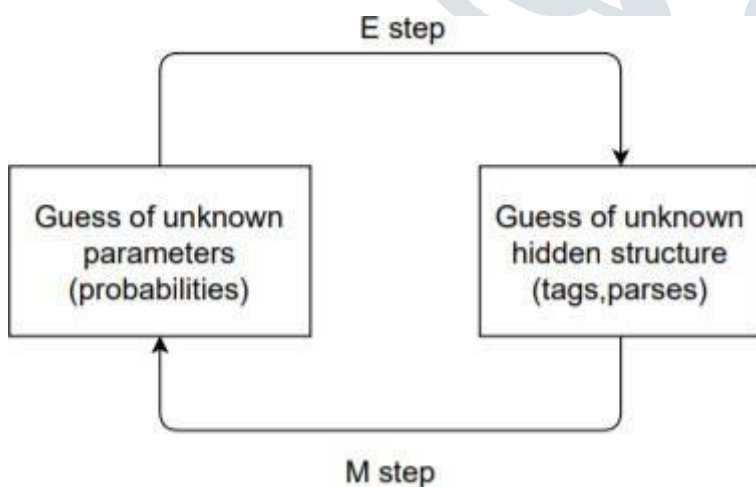 E step
Guess of unknown
parameters
(probabilities)
Guess of unknown
hidden structure
(tags,parses)
M step